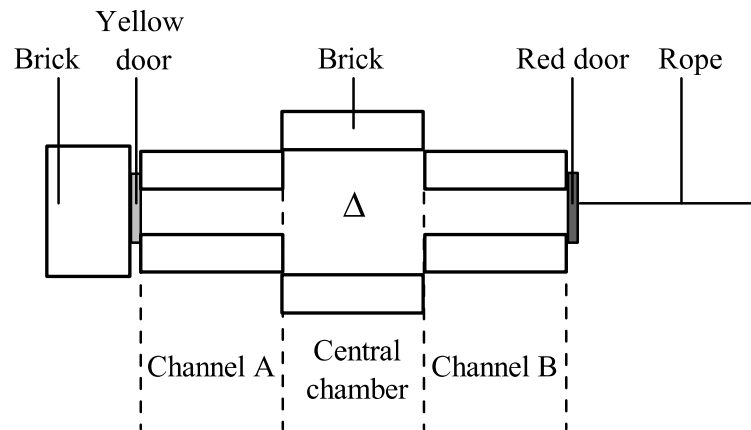 Yellow
door
Brick
Brick
Red door
Rope
Δ
Channel A
Central
chamber
Channel B